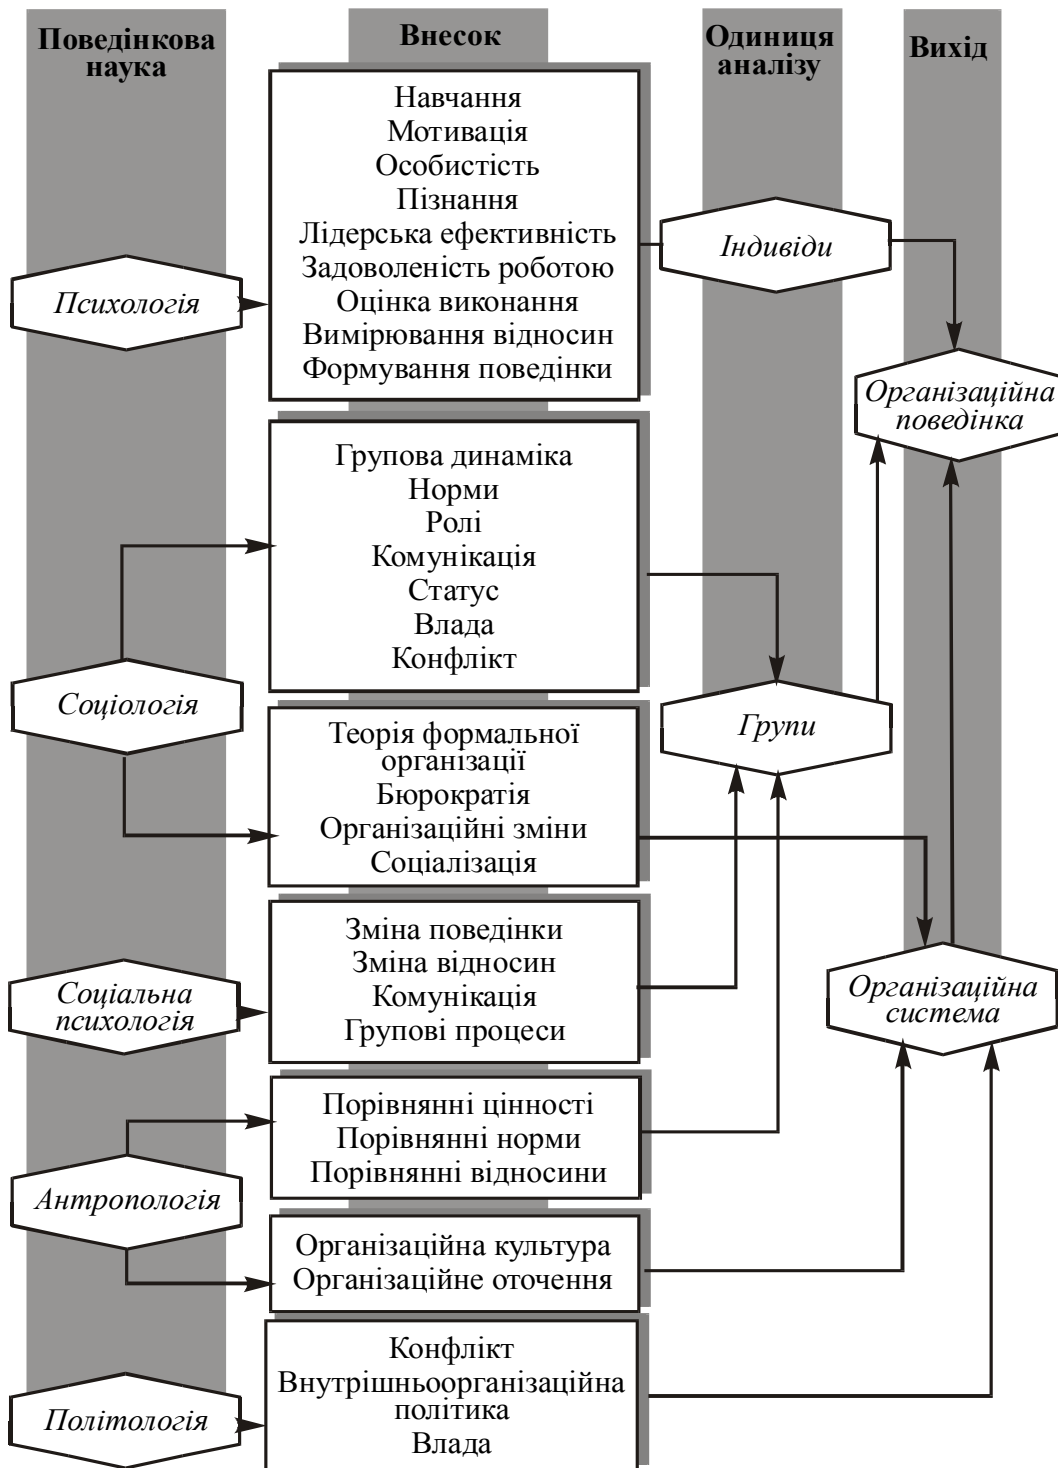 Поведінкова
наука
Внесок
Одиниця
аналізу
Вихід
Навчання
Мотивація
Особистість
Пізнання
Лідерська ефективність
Задоволеність роботою
Оцінка виконання
Вимірювання відносин
Формування поведінки
Психологія
Індивіди
Організаційна
поведінка
Групова динаміка
Норми
Ролі
Комунікація
Статус
Влада
Конфлікт
Соціологія
Групи
Теорія формальної
організації
Бюрократія
Організаційні зміни
Соціалізація
Зміна поведінки
Зміна відносин
Комунікація
Групові процеси
Соціальна
психологія
Організаційна
система
Порівнянні цінності
Порівнянні норми
Порівнянні відносини
Антропологія
Організаційна культура
Організаційне оточення
Конфлікт
Внутрішньоорганізаційна
політика
Влада
Політологія